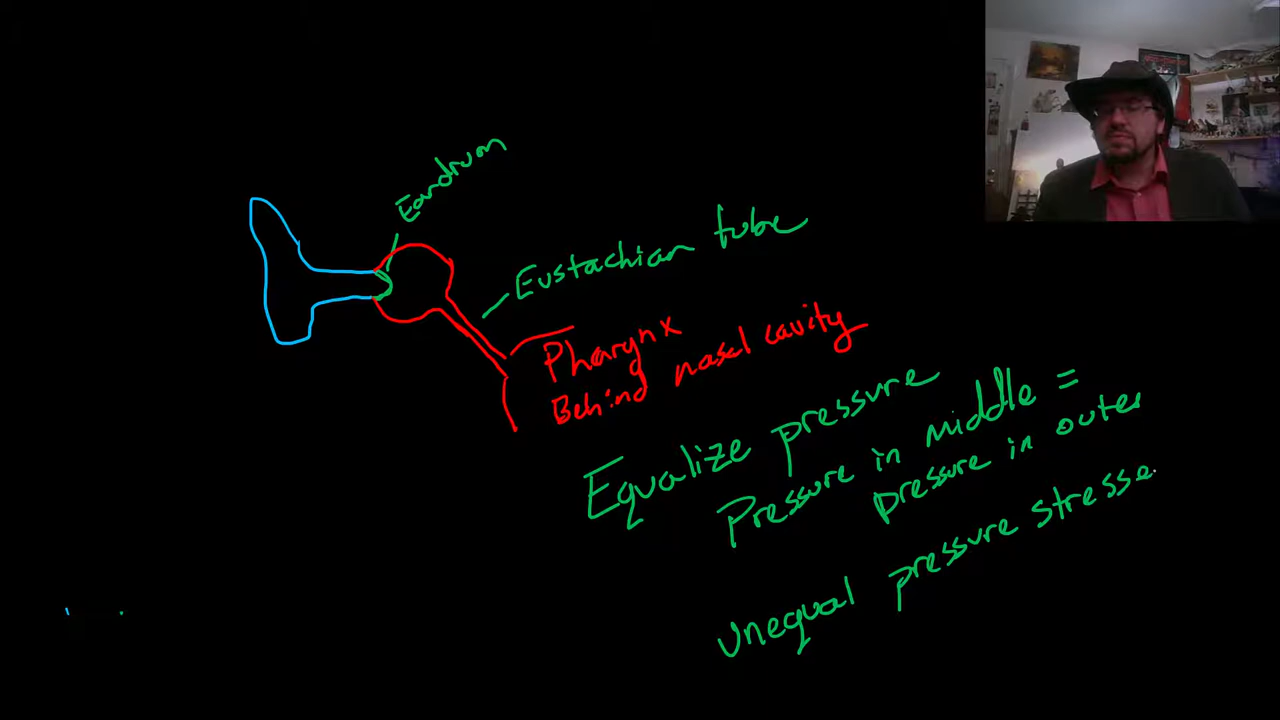 Eardrum
Eustachian tube
Pharynx
Behind nasal cavity
Equalize pressure
Pressure in middle =
pressure in outer
Unequal pressure stresse